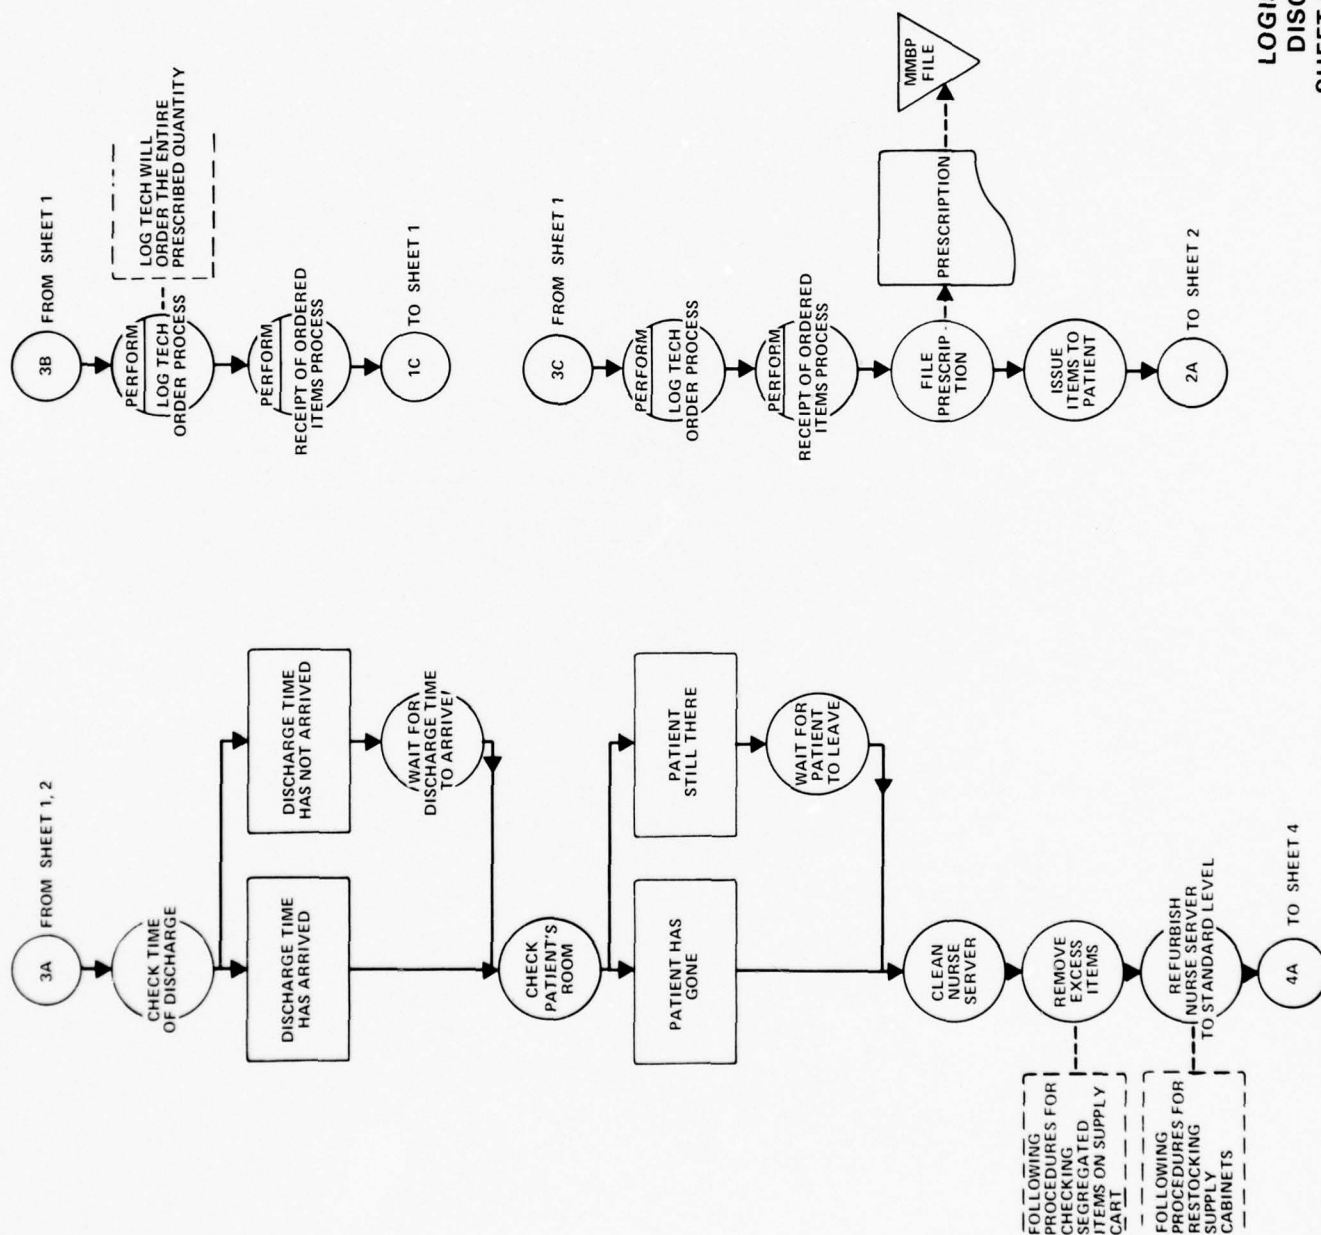 3A
FROM SHEET 1, 2
CHECK TIME
OF DISCHARGE
DISCHARGE TIME
HAS ARRIVED
DISCHARGE TIME
HAS NOT ARRIVED
WAIT FOR
DISCHARGE TIME
TO ARRIVE
CHECK
PATIENT'S
ROOM
PATIENT HAS
GONE
PATIENT
STILL THERE
WAIT FOR
PATIENT
TO LEAVE
CLEAN
NURSE
SERVER
REMOVE
EXCESS
ITEMS
FOLLOWING
PROCEDURES FOR
CHECKING
SEGREGATED
ITEMS ON SUPPLY
CART
REFURBISH
NURSE SERVER
TO STANDARD LEVEL
FOLLOWING
PROCEDURES FOR
RESTOCKING
SUPPLY
CABINETS
4A
TO SHEET 4
3B
FROM SHEET 1
PERFORM
LOG TECH
ORDER PROCESS
LOG TECH WILL
ORDER THE ENTIRE
PRESCRIBED QUANTITY
PERFORM
RECEIPT OF ORDERED
ITEMS PROCESS
1C
TO SHEET 1
3C
FROM SHEET 1
PERFORM
LOG TECH
ORDER PROCESS
PERFORM
RECEIPT OF ORDERED
ITEMS PROCESS
FILE
PRESCRIP
TION
PRESCRIPTION
MMBP
FILE
ISSUE
ITEMS TO
PATIENT
2A
TO SHEET 2
LOGI
DISC
SHEET